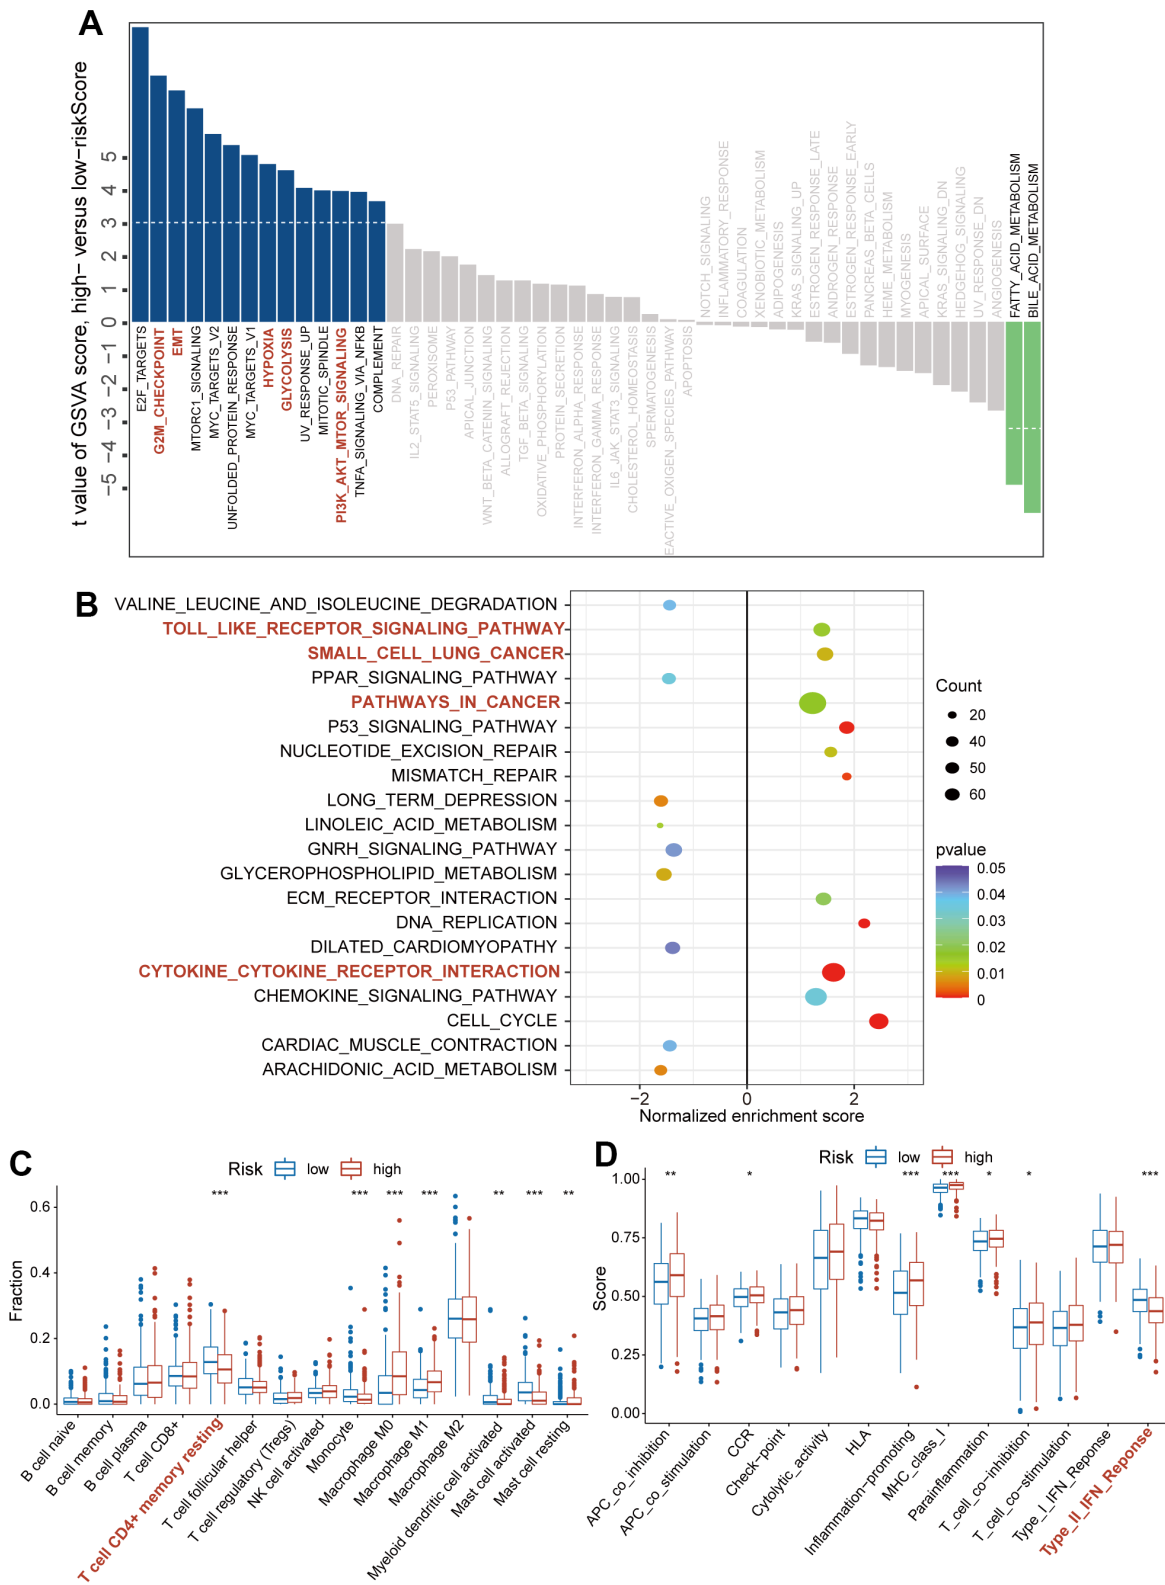 A
t value of GSVA score, high− versus low−riskScore
5
4
3
2
1
0
−1
−2
−3
−4
−5
E2F_TARGETS
G2M_CHECKPOINT
EMT
MTORC1_SIGNALING
MYC_TARGETS_V2
UNFOLDED_PROTEIN_RESPONSE
MYC_TARGETS_V1
HYPOXIA
GLYCOLYSIS
UV_RESPONSE_UP
MITOTIC_SPINDLE
PI3K_AKT_MTOR_SIGNALING
TNFA_SIGNALING_VIA_NFKB
COMPLEMENT
DNA_REPAIR
IL2_STAT5_SIGNALING
PEROXISOME
P53_PATHWAY
APICAL_JUNCTION
WNT_BETA_CATENIN_SIGNALING
ALLOGRAFT_REJECTION
TGF_BETA_SIGNALING
OXIDATIVE_PHOSPHORYLATION
PROTEIN_SECRETION
INTERFERON_ALPHA_RESPONSE
INTERFERON_GAMMA_RESPONSE
IL6_JAK_STAT3_SIGNALING
CHOLESTEROL_HOMEOSTASIS
SPERMATOGENESIS
EACTIVE_OXIGEN_SPECIES_PATHWAY
APOPTOSIS
NOTCH_SIGNALING
INFLAMMATORY_RESPONSE
COAGULATION
XENOBIOTIC_METABOLISM
ADIPOGENESIS
KRAS_SIGNALING_UP
ESTROGEN_RESPONSE_LATE
ANDROGEN_RESPONSE
ESTROGEN_RESPONSE_EARLY
PANCREAS_BETA_CELLS
HEME_METABOLISM
MYOGENESIS
APICAL_SURFACE
KRAS_SIGNALING_DN
HEDGEHOG_SIGNALING
UV_RESPONSE_DN
ANGIOGENESIS
FATTY_ACID_METABOLISM
BILE_ACID_METABOLISM
B
VALINE_LEUCINE_AND_ISOLEUCINE_DEGRADATION
TOLL_LIKE_RECEPTOR_SIGNALING_PATHWAY
SMALL_CELL_LUNG_CANCER
PPAR_SIGNALING_PATHWAY
PATHWAYS_IN_CANCER
P53_SIGNALING_PATHWAY
NUCLEOTIDE_EXCISION_REPAIR
MISMATCH_REPAIR
LONG_TERM_DEPRESSION
LINOLEIC_ACID_METABOLISM
GNRH_SIGNALING_PATHWAY
GLYCEROPHOSPHOLIPID_METABOLISM
ECM_RECEPTOR_INTERACTION
DNA_REPLICATION
DILATED_CARDIOMYOPATHY
CYTOKINE_CYTOKINE_RECEPTOR_INTERACTION
CHEMOKINE_SIGNALING_PATHWAY
CELL_CYCLE
CARDIAC_MUSCLE_CONTRACTION
ARACHIDONIC_ACID_METABOLISM
−2 0 2
Normalized enrichment score
Count
20
40
50
60
pvalue
0.05
0.04
0.03
0.02
0.01
0
C
Risk low high
*** *** *** *** ** *** **
Fraction
0.6
0.4
0.2
0.0
B cell naive
B cell memory
B cell plasma
T cell CD8+
T cell CD4+ memory resting
T cell follicular helper
T cell regulatory (Tregs)
NK cell activated
Monocyte
Macrophage M0
Macrophage M1
Macrophage M2
Myeloid dendritic cell activated
Mast cell activated
Mast cell resting
D
Risk low high
** * *** *** * * ***
Score
1.00
0.75
0.50
0.25
0.00
APC_co_inhibition
APC_co_stimulation
CCR
Check−point
Cytolytic_activity
HLA
Inflammation−promoting
MHC_class_I
Parainflammation
T_cell_co−inhibition
T_cell_co−stimulation
Type_I_IFN_Reponse
Type_II_IFN_Reponse